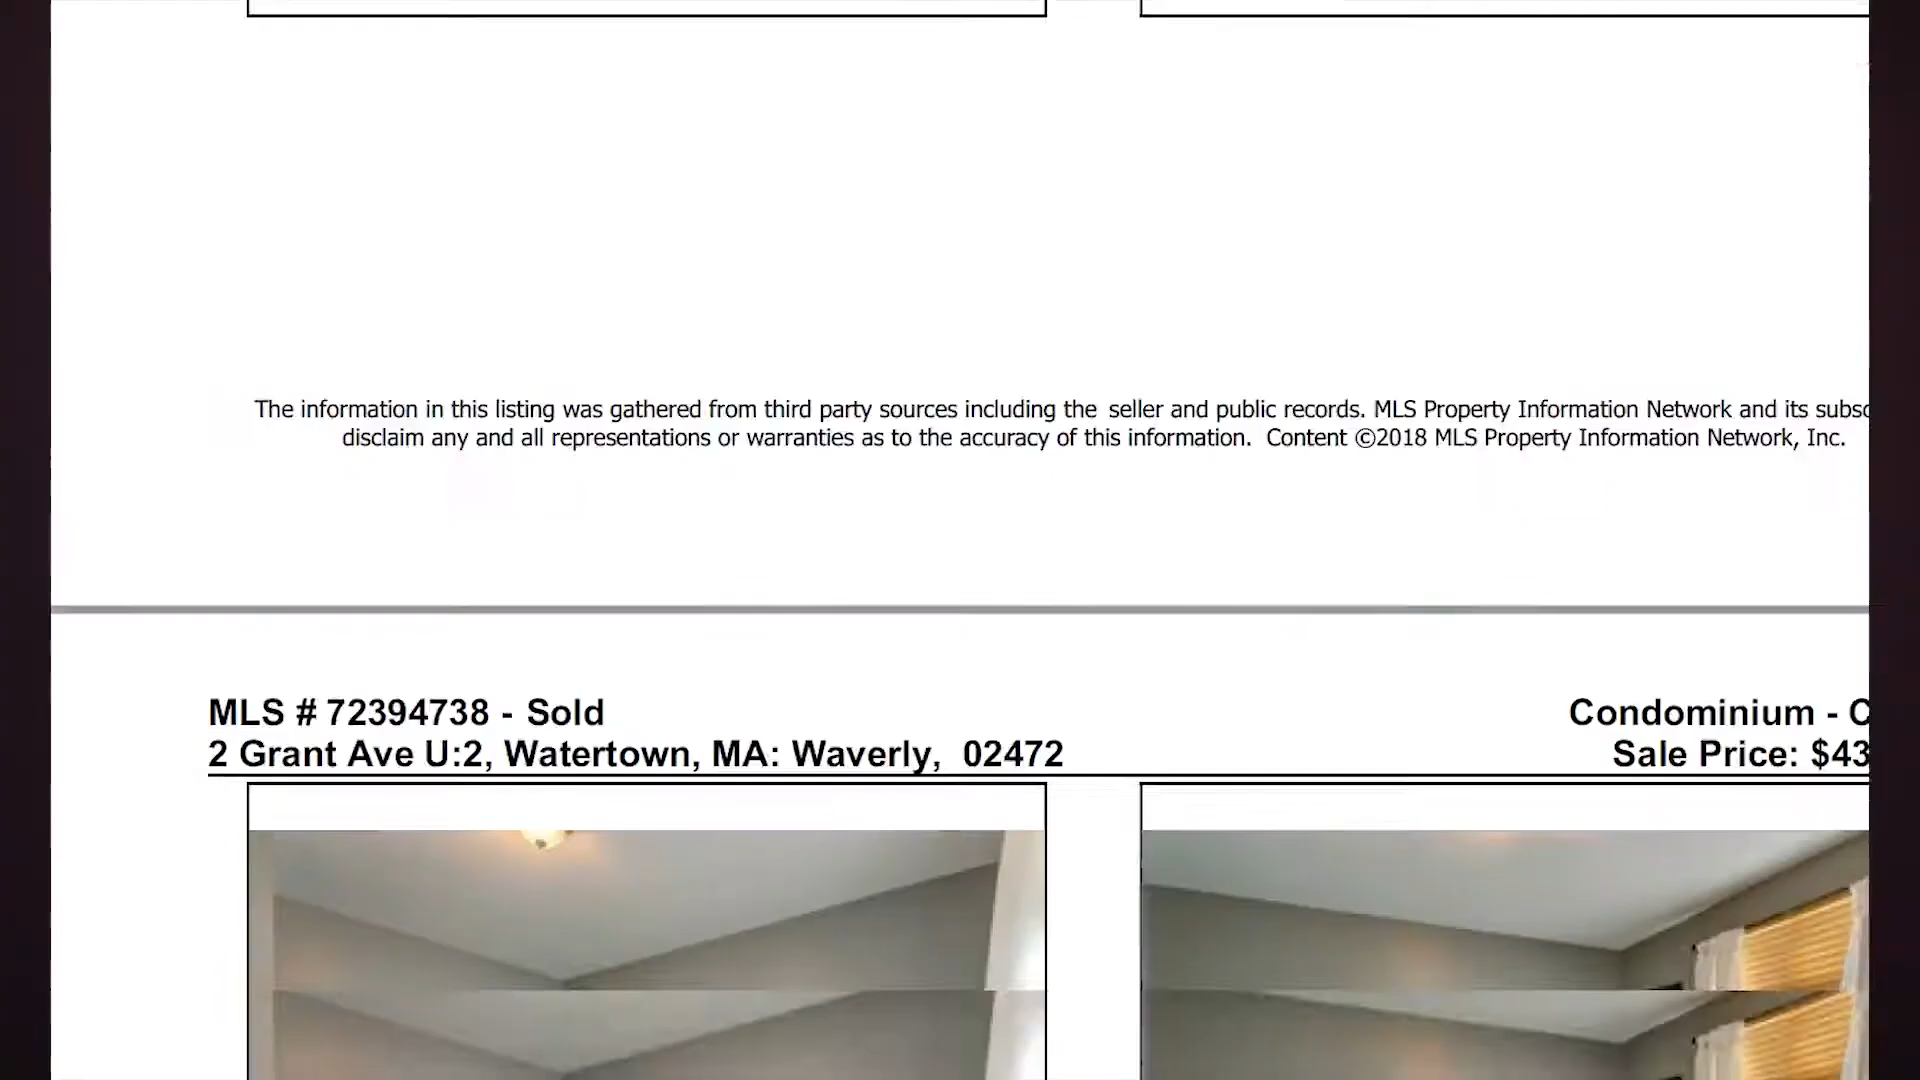 The information in this listing was gathered from third party sources including the seller and public records. MLS Property Information Network and its
disclaim any and all representations or warranties as to the accuracy of this information. Content ©2018 MLS Property Information Network, Inc.
MLS # 72394738 - Sold
Condominium -
2 Grant Ave U:2, Watertown, MA: Waverly, 02472
Sale Price: $43